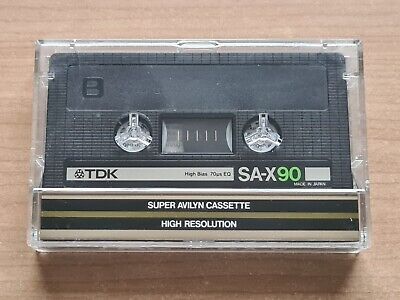 B
TDK High Bias 70μs EQ SA-X90
MADE IN JAPAN
SUPER AVILYN CASSETTE
HIGH RESOLUTION